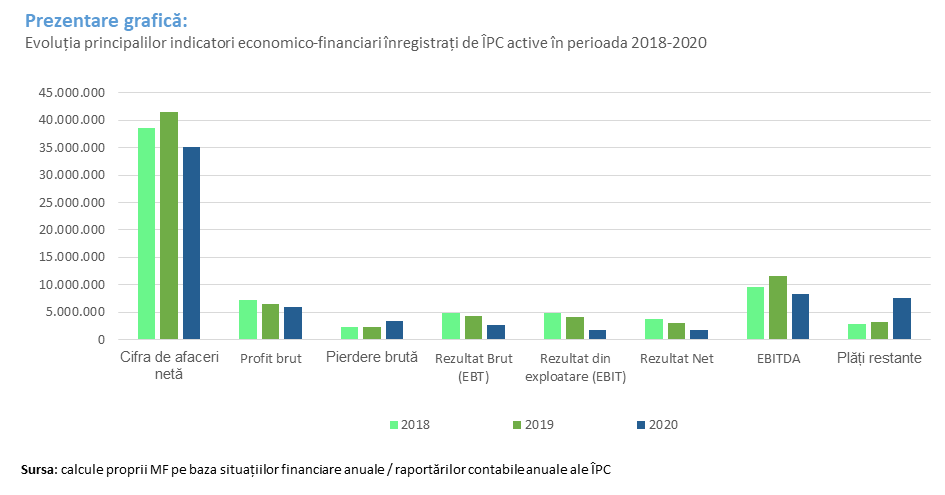 Prezentare grafică:
Evoluția principalilor indicatori economico-financiari înregistrați de ÎPC active în perioada 2018-2020
45.000.000
40.000.000
35.000.000
30.000.000
25.000.000
20.000.000
15.000.000
10.000.000
5.000.000
0
Cifra de afaceri
netă
Profit brut
Pierdere brută
Rezultat Brut
(EBT)
Rezultat din
exploatare (EBIT)
Rezultat Net
EBITDA
Plăți restante
2018
2019
2020
Sursa: calcule proprii MF pe baza situațiilor financiare anuale / raportărilor contabile anuale ale ÎPC